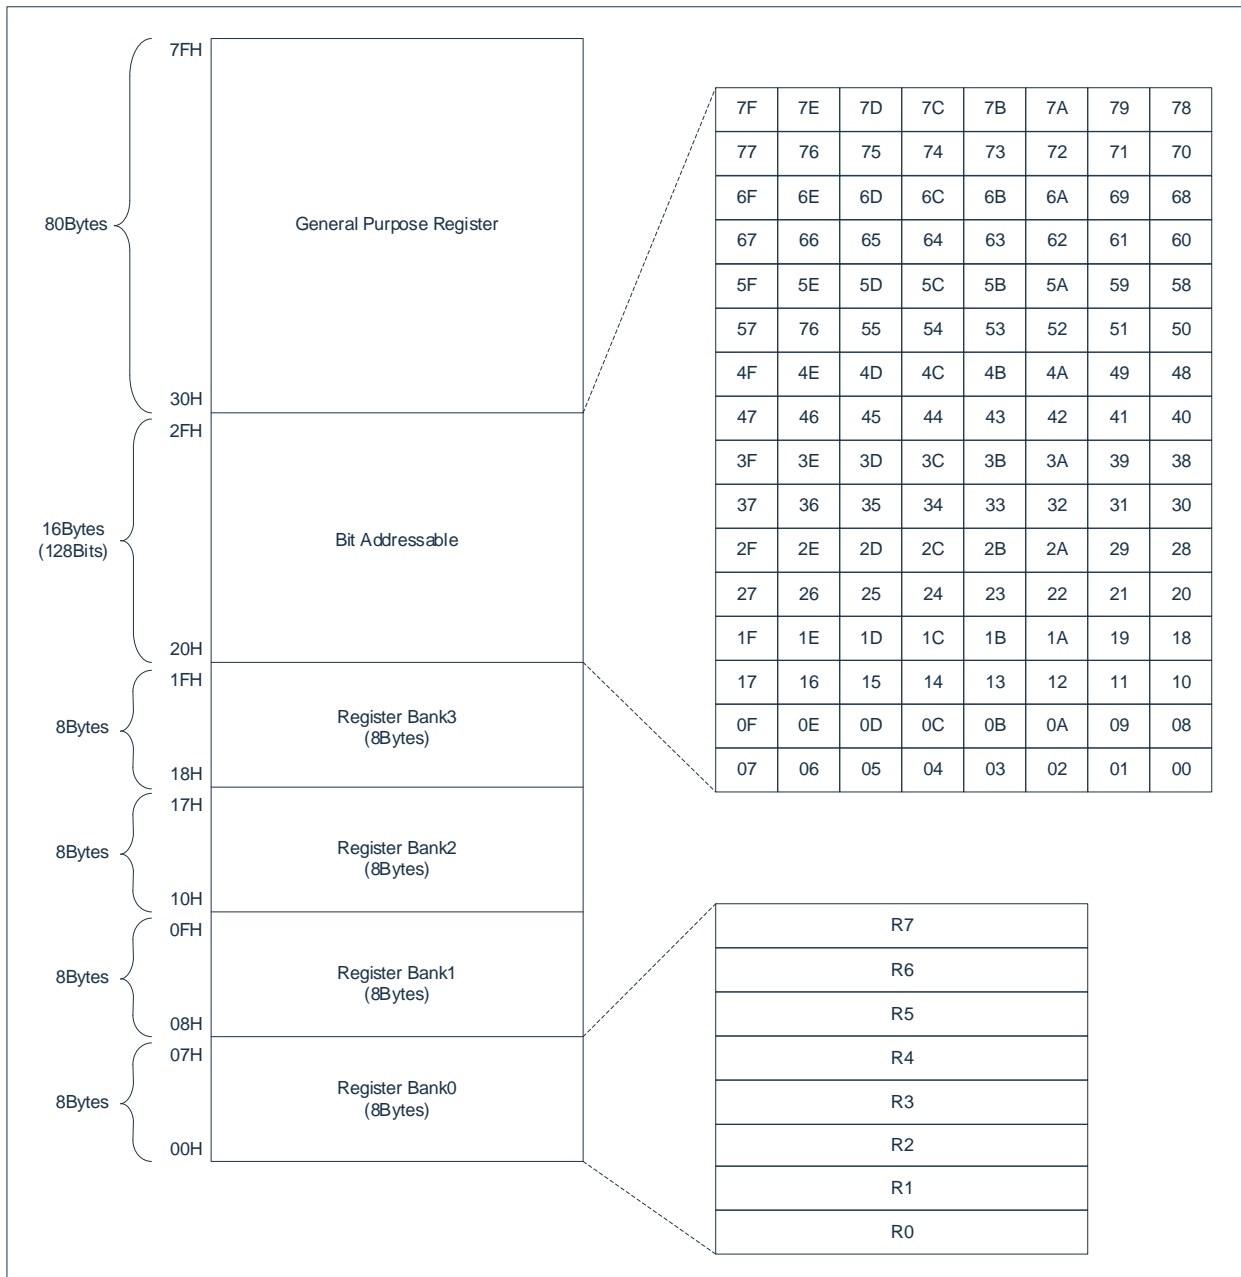 7FH
80Bytes
General Purpose Register
30H
2FH
16Bytes
(128Bits)
Bit Addressable
20H
1FH
8Bytes
Register Bank3
(8Bytes)
18H
17H
8Bytes
Register Bank2
(8Bytes)
10H
0FH
8Bytes
Register Bank1
(8Bytes)
08H
07H
8Bytes
Register Bank0
(8Bytes)
00H
7F 7E 7D 7C 7B 7A 79 78
77 76 75 74 73 72 71 70
6F 6E 6D 6C 6B 6A 69 68
67 66 65 64 63 62 61 60
5F 5E 5D 5C 5B 5A 59 58
57 76 55 54 53 52 51 50
4F 4E 4D 4C 4B 4A 49 48
47 46 45 44 43 42 41 40
3F 3E 3D 3C 3B 3A 39 38
37 36 35 34 33 32 31 30
2F 2E 2D 2C 2B 2A 29 28
27 26 25 24 23 22 21 20
1F 1E 1D 1C 1B 1A 19 18
17 16 15 14 13 12 11 10
0F 0E 0D 0C 0B 0A 09 08
07 06 05 04 03 02 01 00
R7
R6
R5
R4
R3
R2
R1
R0